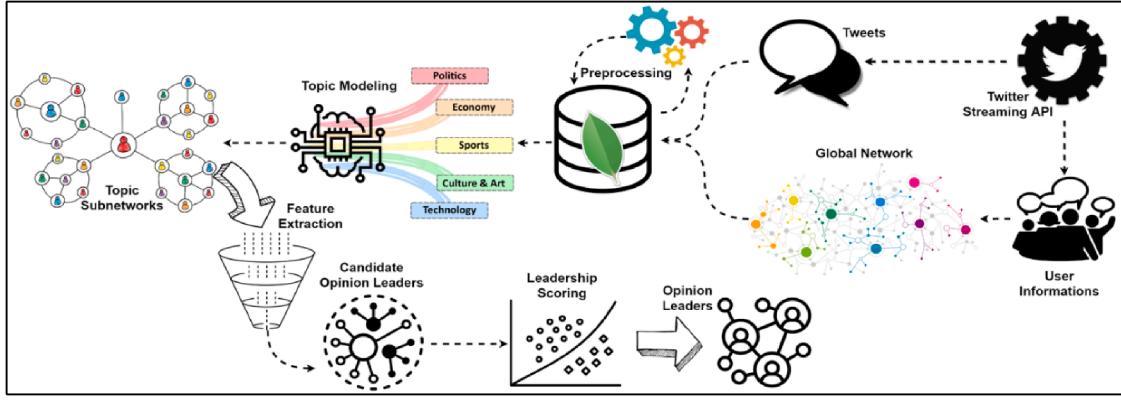 Tweets
Twitter
Streaming API
Preprocessing
Topic Modeling
Politics
Economy
Sports
Culture & Art
Technology
Global Network
User
Informations
Topic
Subnetworks
Feature
Extraction
Candidate
Opinion Leaders
Leadership
Scoring
Opinion
Leaders